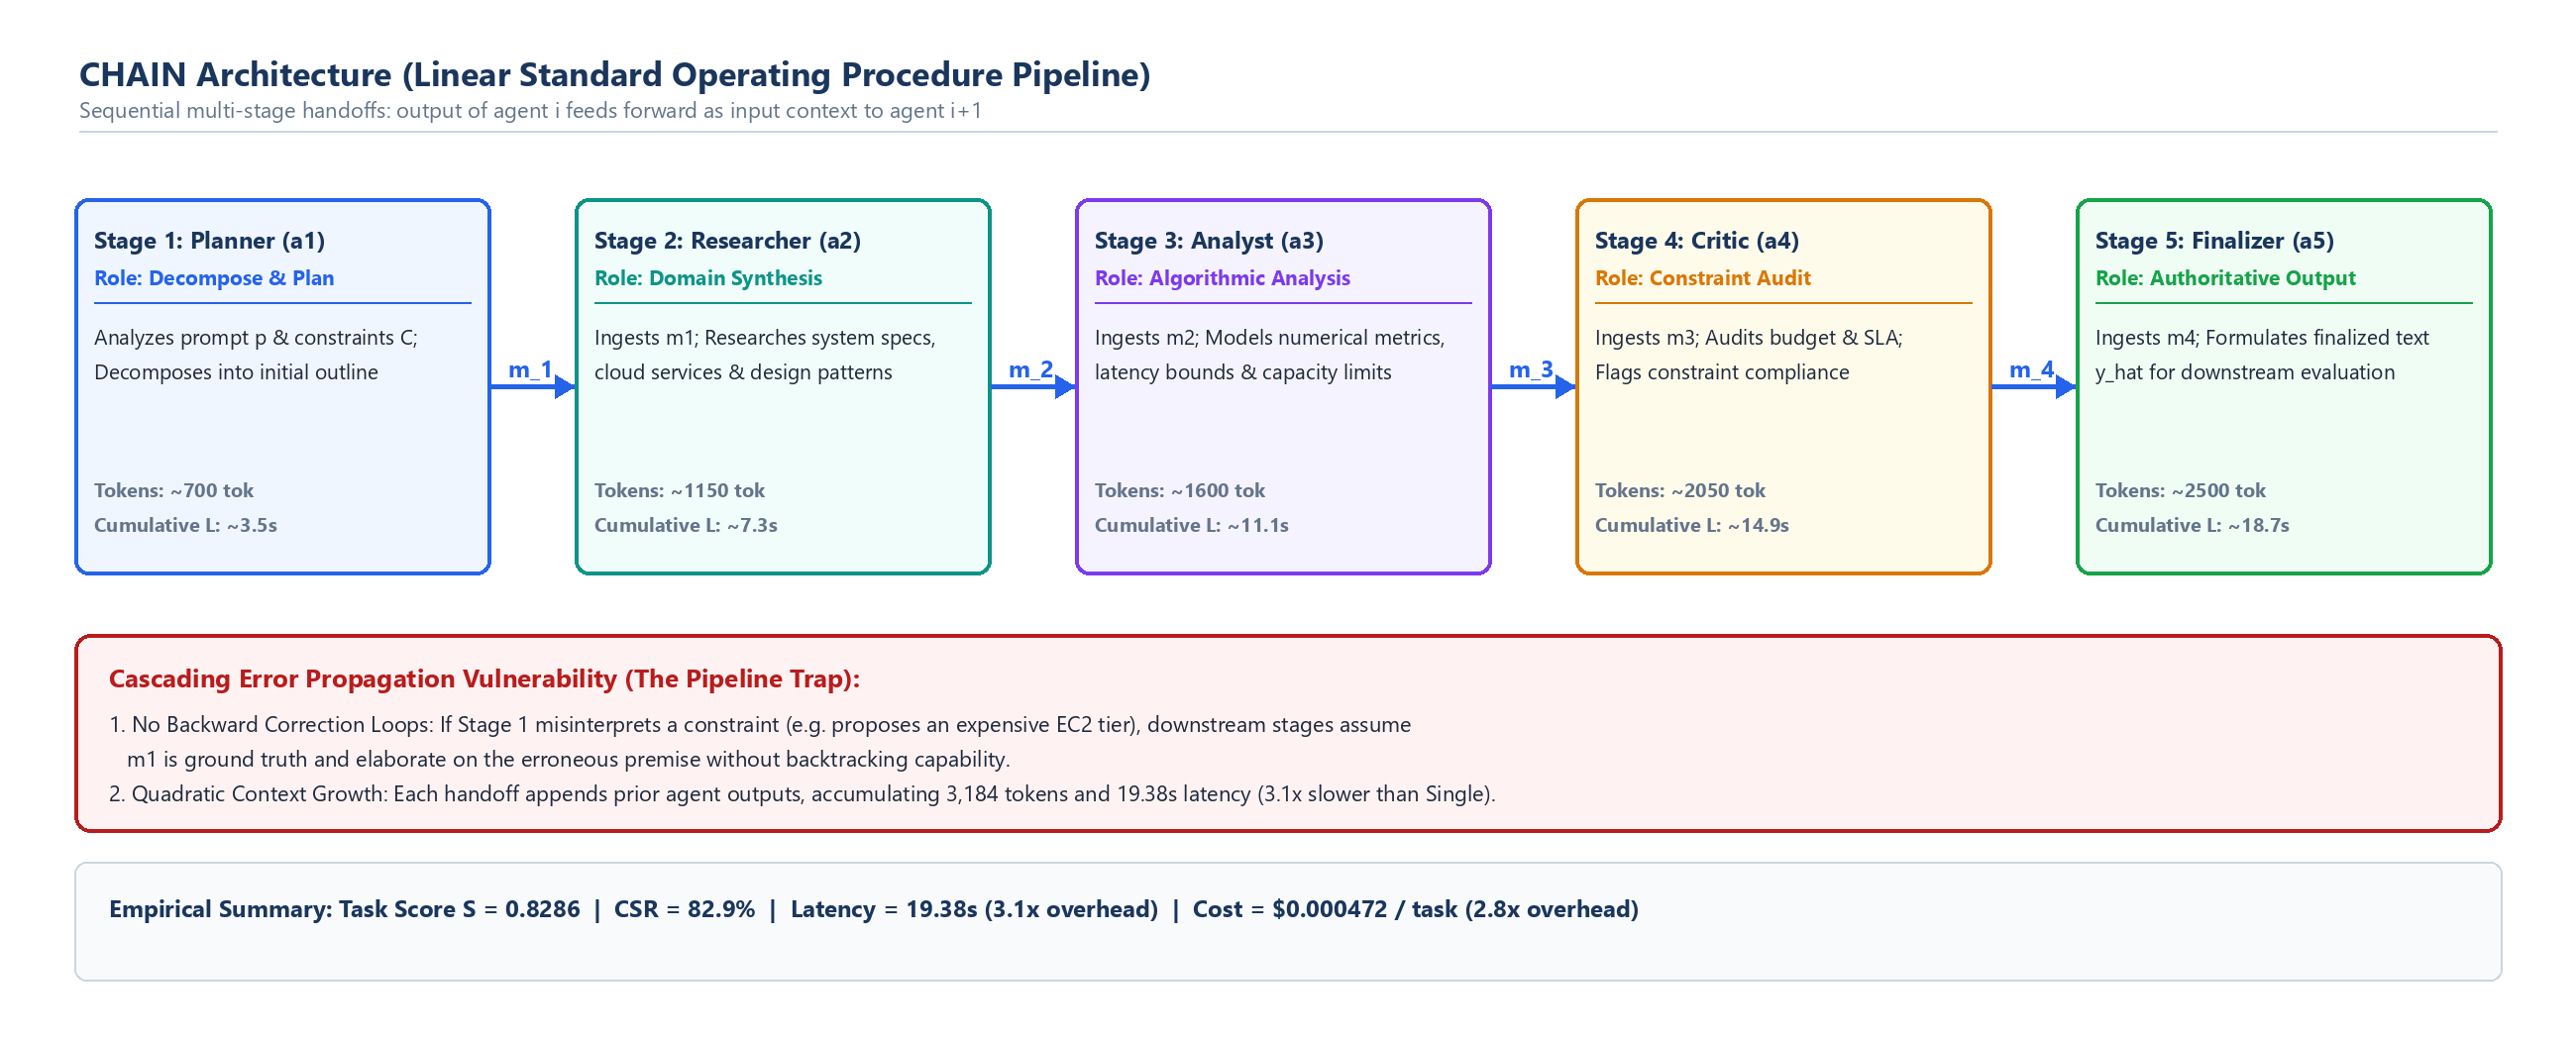 CHAIN Architecture (Linear Standard Operating Procedure Pipeline)
Sequential multi-stage handoffs: output of agent i feeds forward as input context to agent i+1
Stage 1: Planner (a1)
Role: Decompose & Plan
Analyzes prompt p & constraints C;
Decomposes into initial outline
Tokens: ~700 tok
Cumulative L: ~3.5s
m_1
Stage 2: Researcher (a2)
Role: Domain Synthesis
Ingests m1; Researches system specs,
cloud services & design patterns
Tokens: ~1150 tok
Cumulative L: ~7.3s
m_2
Stage 3: Analyst (a3)
Role: Algorithmic Analysis
Ingests m2; Models numerical metrics,
latency bounds & capacity limits
Tokens: ~1600 tok
Cumulative L: ~11.1s
m_3
Stage 4: Critic (a4)
Role: Constraint Audit
Ingests m3; Audits budget & SLA;
Flags constraint compliance
Tokens: ~2050 tok
Cumulative L: ~14.9s
m_4
Stage 5: Finalizer (a5)
Role: Authoritative Output
Ingests m4; Formulates finalized text
y_hat for downstream evaluation
Tokens: ~2500 tok
Cumulative L: ~18.7s
Cascading Error Propagation Vulnerability (The Pipeline Trap):
1. No Backward Correction Loops: If Stage 1 misinterprets a constraint (e.g. proposes an expensive EC2 tier), downstream stages assume
m1 is ground truth and elaborate on the erroneous premise without backtracking capability.
2. Quadratic Context Growth: Each handoff appends prior agent outputs, accumulating 3,184 tokens and 19.38s latency (3.1x slower than Single).
Empirical Summary: Task Score S = 0.8286 | CSR = 82.9% | Latency = 19.38s (3.1x overhead) | Cost = $0.000472 / task (2.8x overhead)